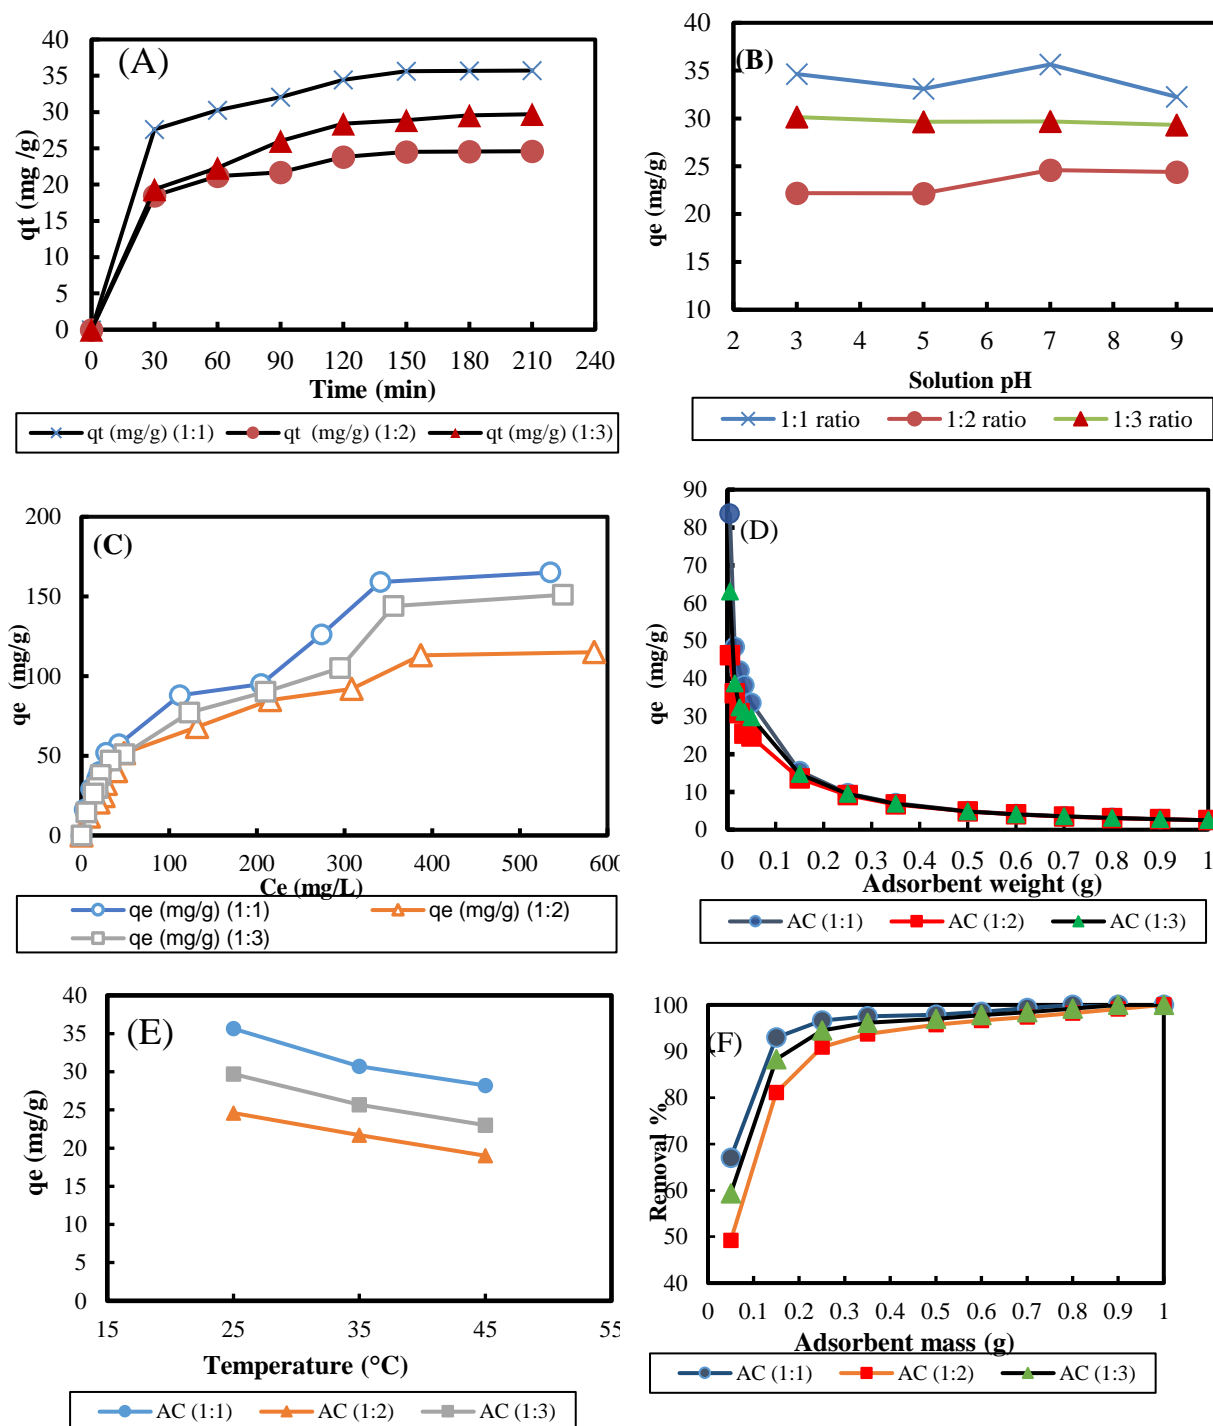 (A)
qt (mg /g)
40
35
30
25
20
15
10
5
0
0 30 60 90 120 150 180 210 240
Time (min)
qt (mg/g) (1:1) qt (mg/g) (1:2) qt (mg/g) (1:3)
(B)
qe (mg/g)
40
35
30
25
20
15
10
2 3 4 5 6 7 8 9
Solution pH
1:1 ratio 1:2 ratio 1:3 ratio
(C)
qe (mg/g)
200
150
100
50
0
0 100 200 300 400 500 600
Ce (mg/L)
qe (mg/g) (1:1) qe (mg/g) (1:2)
qe (mg/g) (1:3)
(D)
qe (mg/g)
90
80
70
60
50
40
30
20
10
0
0 0.1 0.2 0.3 0.4 0.5 0.6 0.7 0.8 0.9 1
Adsorbent weight (g)
AC (1:1) AC (1:2) AC (1:3)
(E)
qe (mg/g)
40
35
30
25
20
15
10
5
0
15 25 35 45 55
Temperature (°C)
AC (1:1) AC (1:2) AC (1:3)
(F)
Removal %
100
90
80
70
60
50
40
0 0.1 0.2 0.3 0.4 0.5 0.6 0.7 0.8 0.9 1
Adsorbent mass (g)
AC (1:1) AC (1:2) AC (1:3)